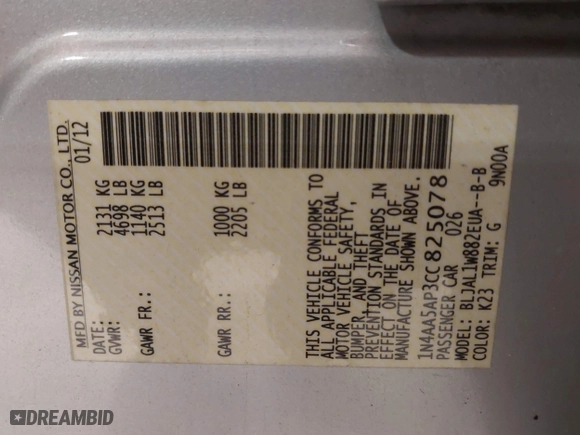 MFD BY NISSAN MOTOR CO., LTD.
DATE: 01/12
GVWR: 2131 KG
4698 LB
GAWR FR.: 1140 KG
2513 LB
GAWR RR.: 1000 KG
2205 LB
THIS VEHICLE CONFORMS TO
ALL APPLICABLE FEDERAL
MOTOR VEHICLE SAFETY,
BUMPER, AND THEFT
PREVENTION STANDARDS IN
EFFECT ON THE DATE OF
MANUFACTURE SHOWN ABOVE.
1N4AA5AP3CC825078
PASSENGER CAR 026
MODEL: BLJAL1W882EUA--B-B
COLOR: K23 TRIM: G 9N00A
DREAMBID